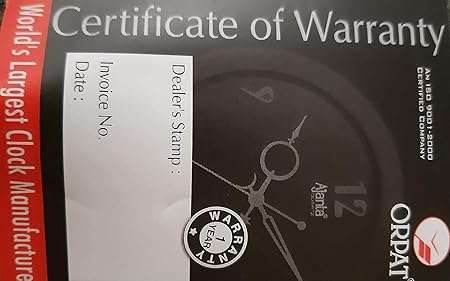 Certificate of Warranty
World's Largest Clock Manufacture
AN ISO 9001-2000
CERTIFIED COMPANY
Dealer's Stamp :
Invoice No.
Date :
12
Ajanta
WARRANTY
1
YEAR
ORPAT